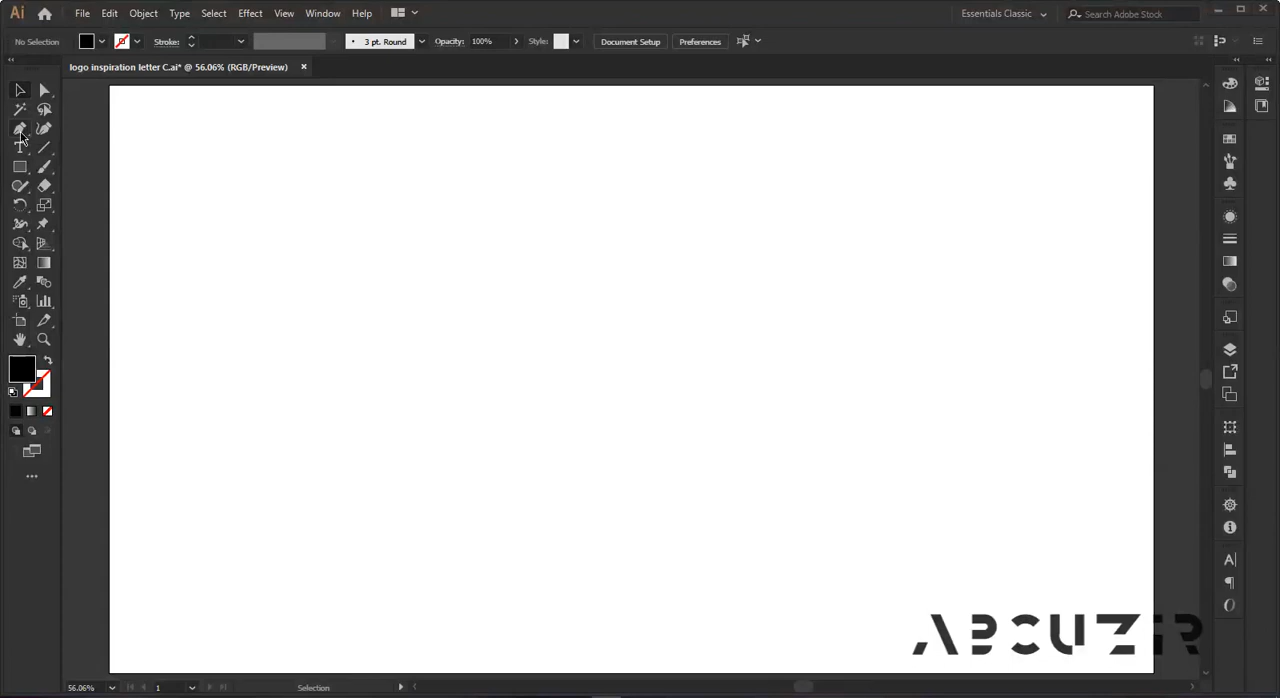 Ai File Edit Object Type Select Effect View Window Help Essentials Classic Search Adobe Stock
No Selection Stroke: 3 pt. Round Opacity: 100% Style: Document Setup Preferences
logo inspiration letter C.ai* @ 56.06% (RGB/Preview) ×
ABCUZER
56.06% 1 Selection